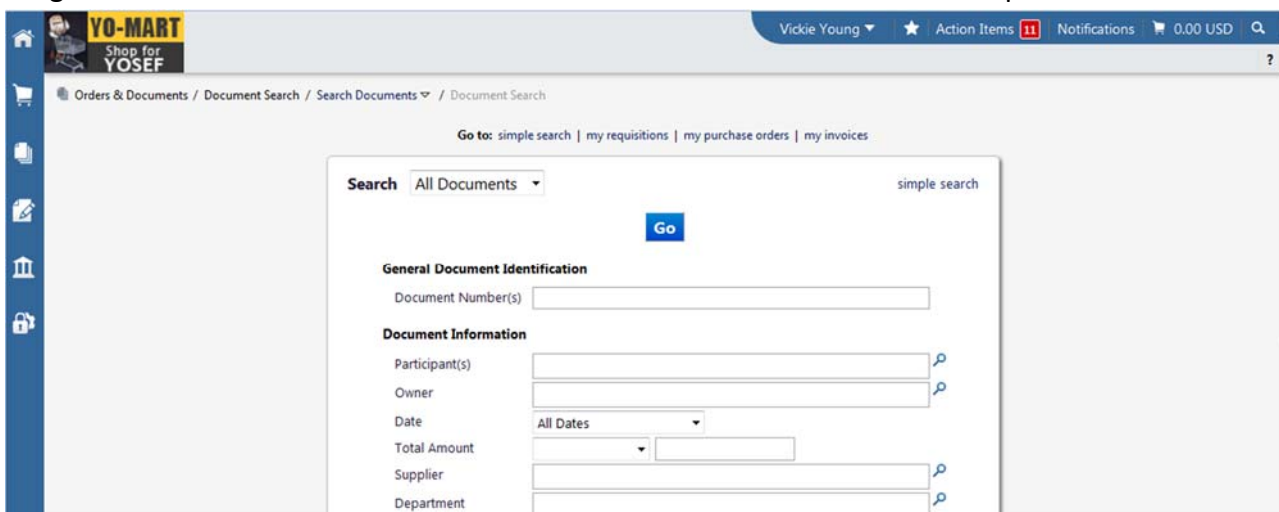 YO-MART
Shop for
YOSEF
Vickie Young
Action Items 11
Notifications
0.00 USD
?
Orders & Documents / Document Search / Search Documents / Document Search
Go to: simple search | my requisitions | my purchase orders | my invoices
Search All Documents
simple search
Go
General Document Identification
Document Number(s)
Document Information
Participant(s)
Owner
Date All Dates
Total Amount
Supplier
Department